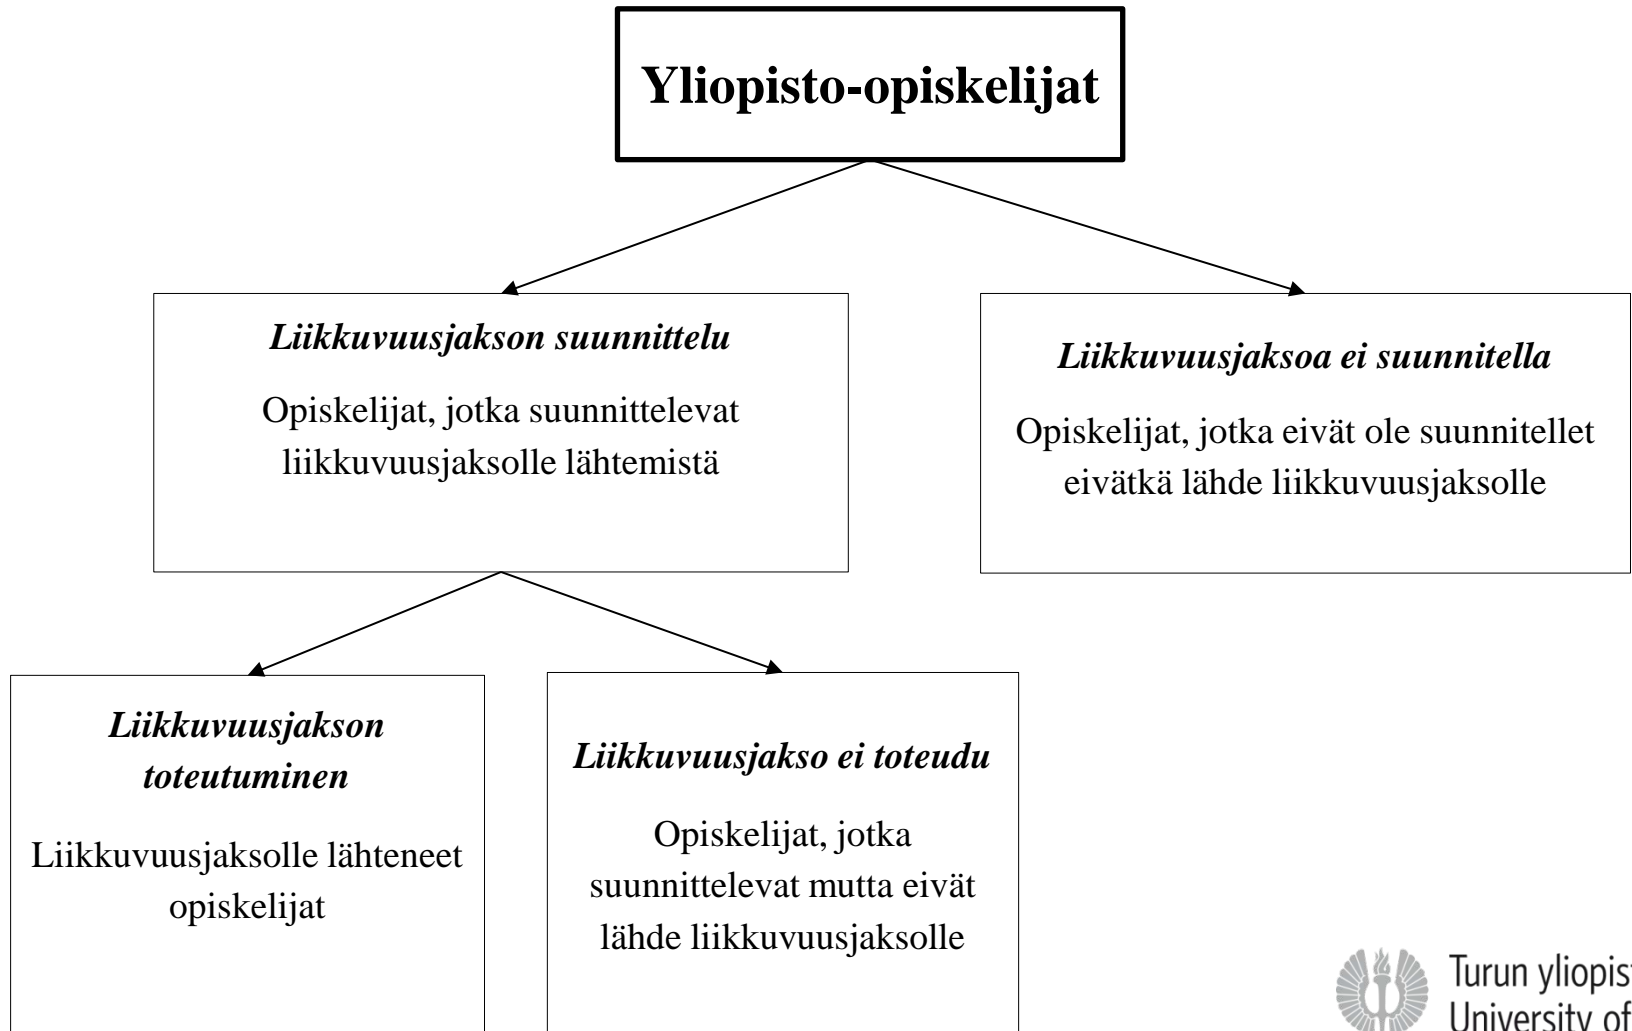 Yliopisto-opiskelijat
Liikkuvuusjakson suunnittelu
Opiskelijat, jotka suunnittelevat
liikkuvuusjaksolle lähtemistä
Liikkuvuusjaksoa ei suunnitella
Opiskelijat, jotka eivät ole suunnitellet
eivätkä lähde liikkuvuusjaksolle
Liikkuvuusjakson
toteutuminen
Liikkuvuusjaksolle lähteneet
opiskelijat
Liikkuvuusjakso ei toteudu
Opiskelijat, jotka
suunnittelevat mutta eivät
lähde liikkuvuusjaksolle
Turun yliopis
University of